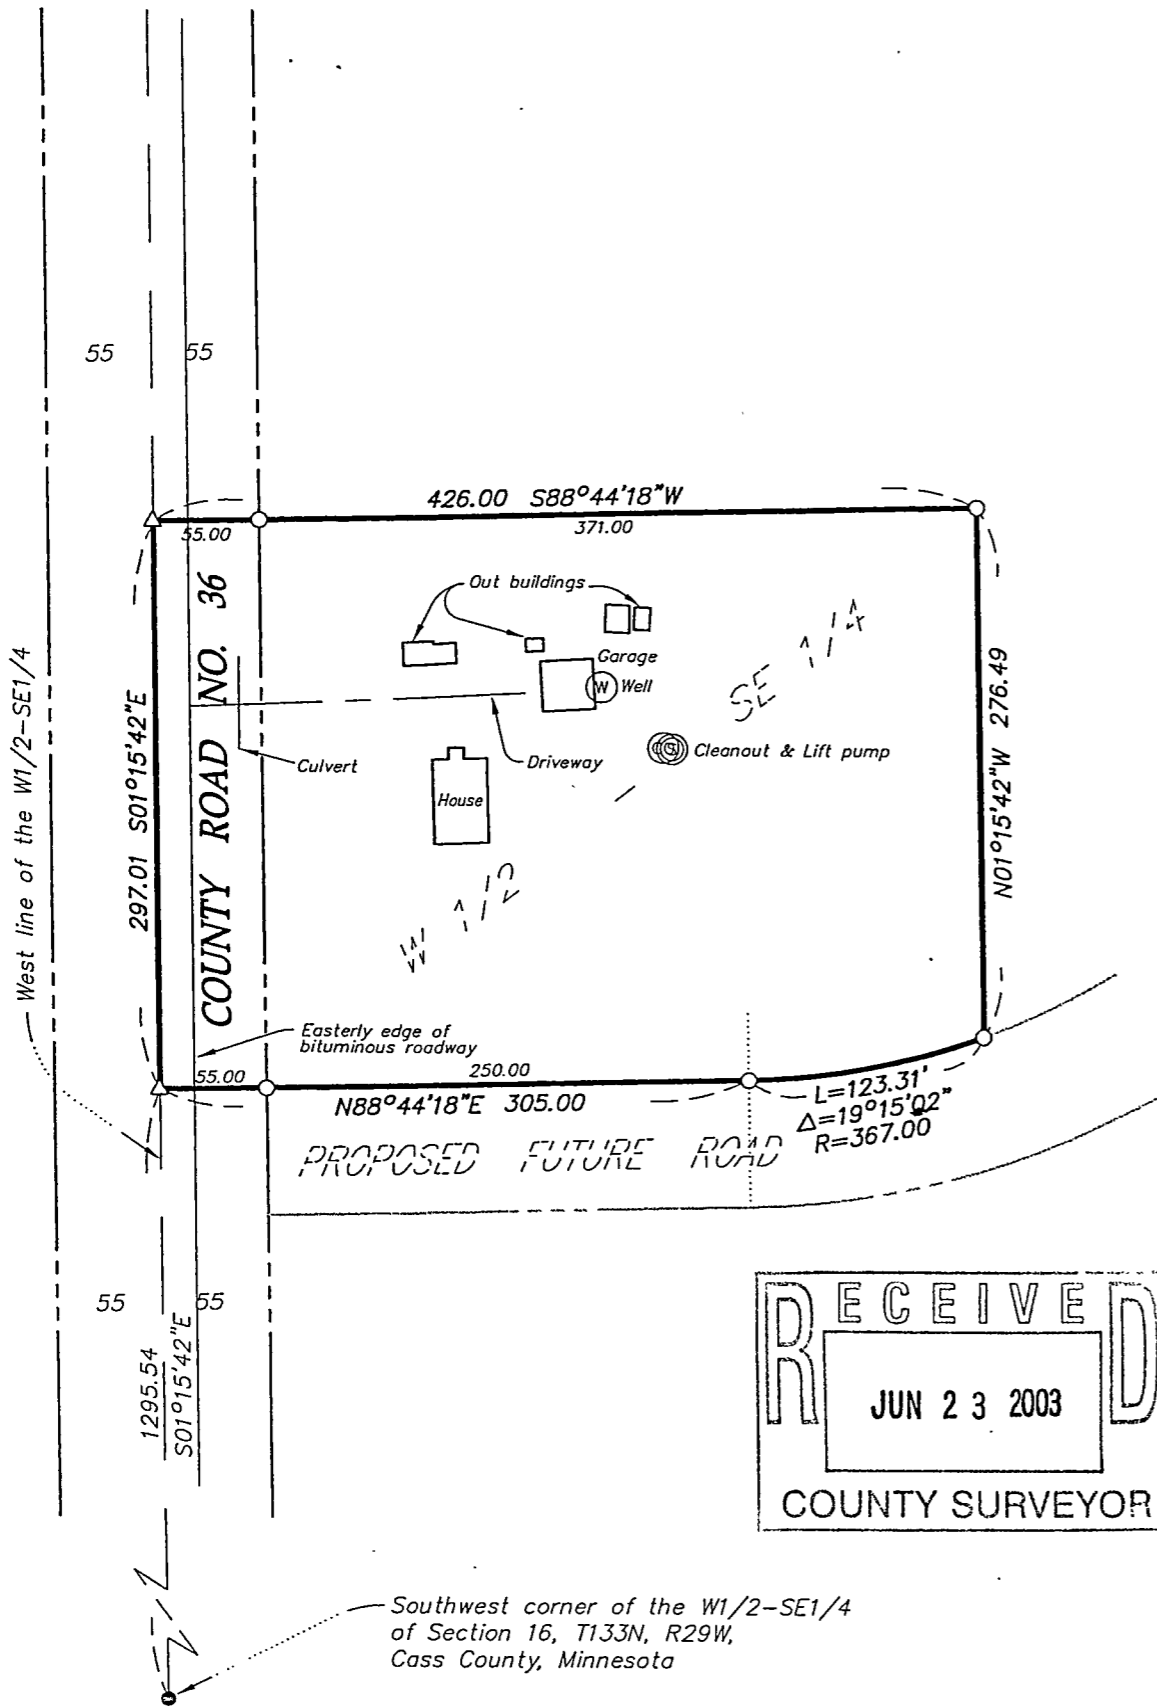 55
55
426.00 S88°44'18"W
55.00
371.00
Out buildings
Garage
W
Well
SE 1/4
Cleanout & Lift pump
Culvert
Driveway
House
W 1/2
West line of the W1/2-SE1/4
297.01 S01°15'42"E
COUNTY ROAD NO. 36
N01°15'42"W 276.49
Easterly edge of
bituminous roadway
55.00
250.00
N88°44'18"E 305.00
L=123.31'
Δ=19°15'02"
R=367.00
PROPOSED FUTURE ROAD
55
55
1295.54
S01°15'42"E
RECEIVED
JUN 23 2003
COUNTY SURVEYOR
Southwest corner of the W1/2-SE1/4
of Section 16, T133N, R29W,
Cass County, Minnesota